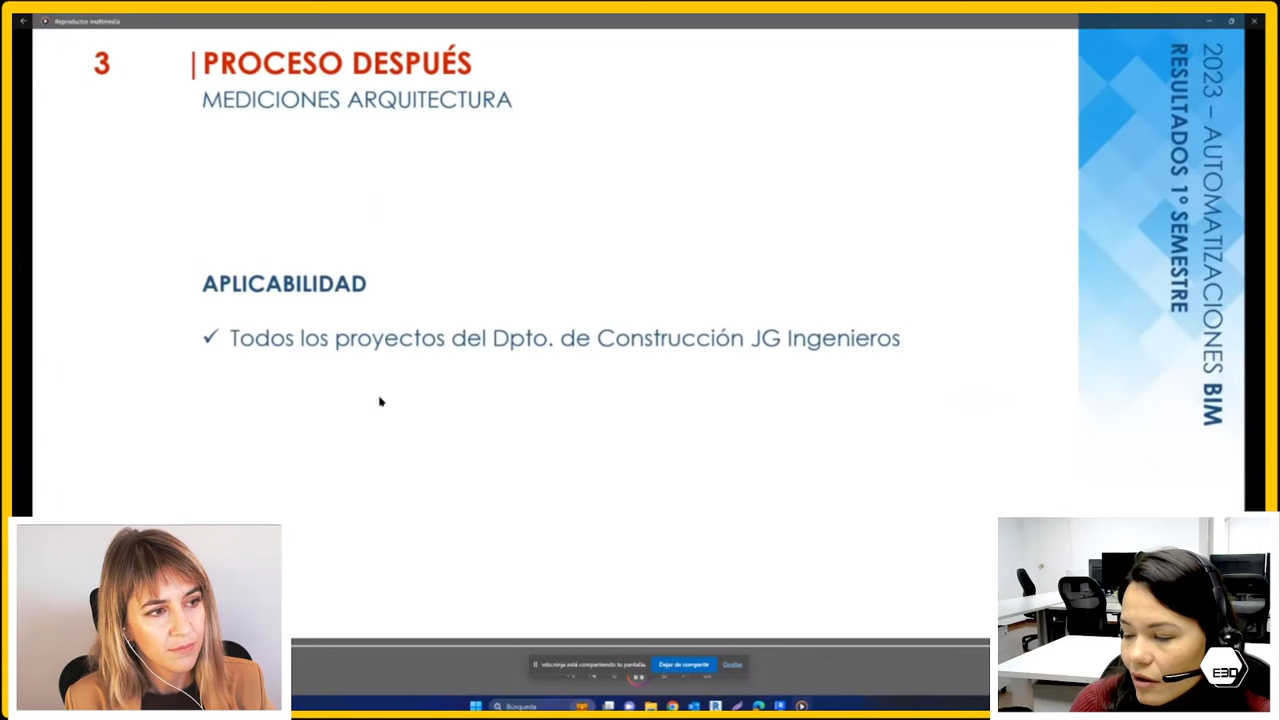 Reproductor multimedia
3
|PROCESO DESPUÉS
MEDICIONES ARQUITECTURA
2023 – AUTOMATIZACIONES BIM
RESULTADOS 1º SEMESTRE
APLICABILIDAD
✓ Todos los proyectos del Dpto. de Construcción JG Ingenieros
vdo.ninja está compartiendo tu pantalla.
Dejar de compartir
Ocultar
Búsqueda
E3D